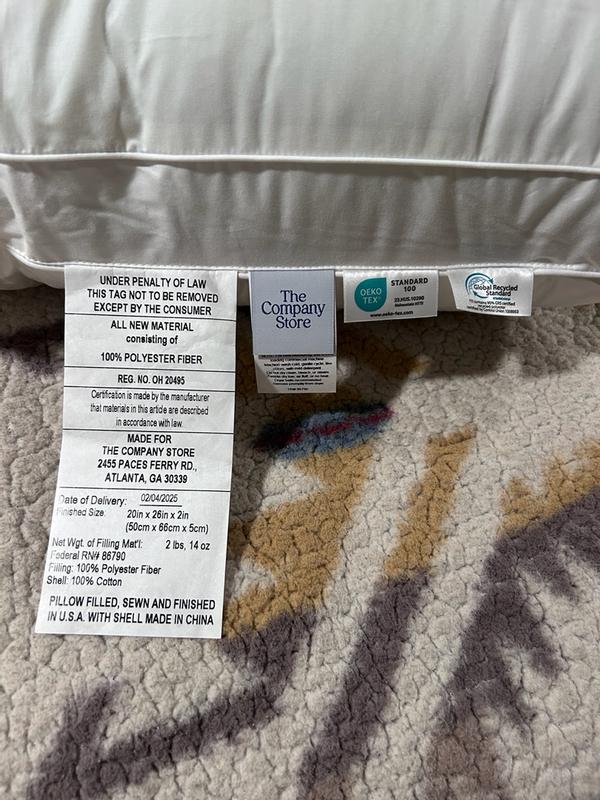 UNDER PENALTY OF LAW
THIS TAG NOT TO BE REMOVED
EXCEPT BY THE CONSUMER
ALL NEW MATERIAL
consisting of
100% POLYESTER FIBER
REG. NO. OH 20495
Certification is made by the manufacturer
that materials in this article are described
in accordance with law.
MADE FOR
THE COMPANY STORE
2455 PACES FERRY RD.,
ATLANTA, GA 30339
Date of Delivery: 02/04/2025
Finished Size: 20in x 26in x 2in
(50cm x 66cm x 5cm)
Net Wgt. of Filling Mat'l: 2 lbs, 14 oz
Federal RN# 86790
Filling: 100% Polyester Fiber
Shell: 100% Cotton
PILLOW FILLED, SEWN AND FINISHED
IN U.S.A. WITH SHELL MADE IN CHINA
The
Company
Store
OEKO
TEX®
STANDARD
100
23.HUS.10290
www.oeko-tex.com
Global Recycled
Standard